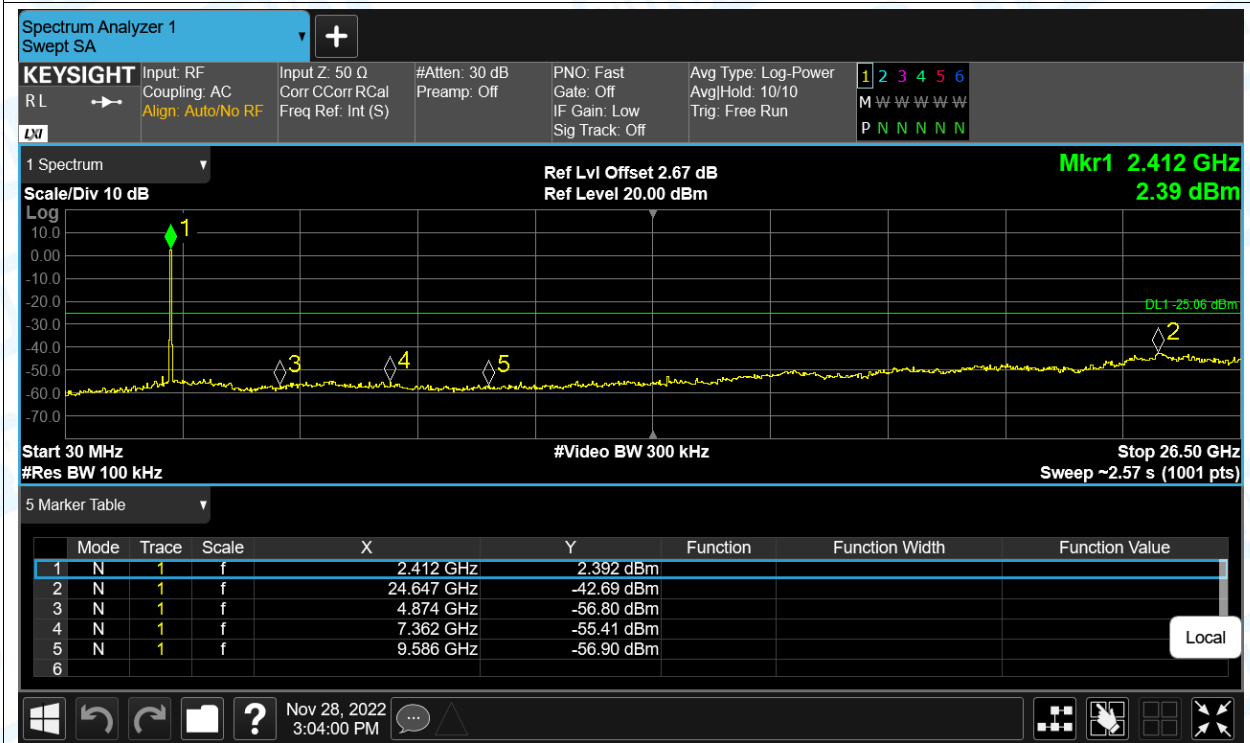 Spectrum Analyzer 1
Swept SA
KEYSIGHT
R L
LXI
Input: RF
Coupling: AC
Align: Auto/No RF
Input Z: 50 Ω
Corr CCorr RCal
Freq Ref: Int (S)
#Atten: 30 dB
Preamp: Off
PNO: Fast
Gate: Off
IF Gain: Low
Sig Track: Off
Avg Type: Log-Power
Avg|Hold: 10/10
Trig: Free Run
1 2 3 4 5 6
M W W W W W
P N N N N N
1 Spectrum
Scale/Div 10 dB
Ref Lvl Offset 2.67 dB
Ref Level 20.00 dBm
Mkr1 2.412 GHz
2.39 dBm
Log
10.0
0.00
-10.0
-20.0
-30.0
-40.0
-50.0
-60.0
-70.0
1
DL1 -25.06 dBm
2
3
4
5
Start 30 MHz
#Res BW 100 kHz
#Video BW 300 kHz
Stop 26.50 GHz
Sweep ~2.57 s (1001 pts)
5 Marker Table
Mode Trace Scale X Y Function Function Width Function Value
1 N 1 f 2.412 GHz 2.392 dBm
2 N 1 f 24.647 GHz -42.69 dBm
3 N 1 f 4.874 GHz -56.80 dBm
4 N 1 f 7.362 GHz -55.41 dBm
5 N 1 f 9.586 GHz -56.90 dBm
6
Local
?
Nov 28, 2022
3:04:00 PM